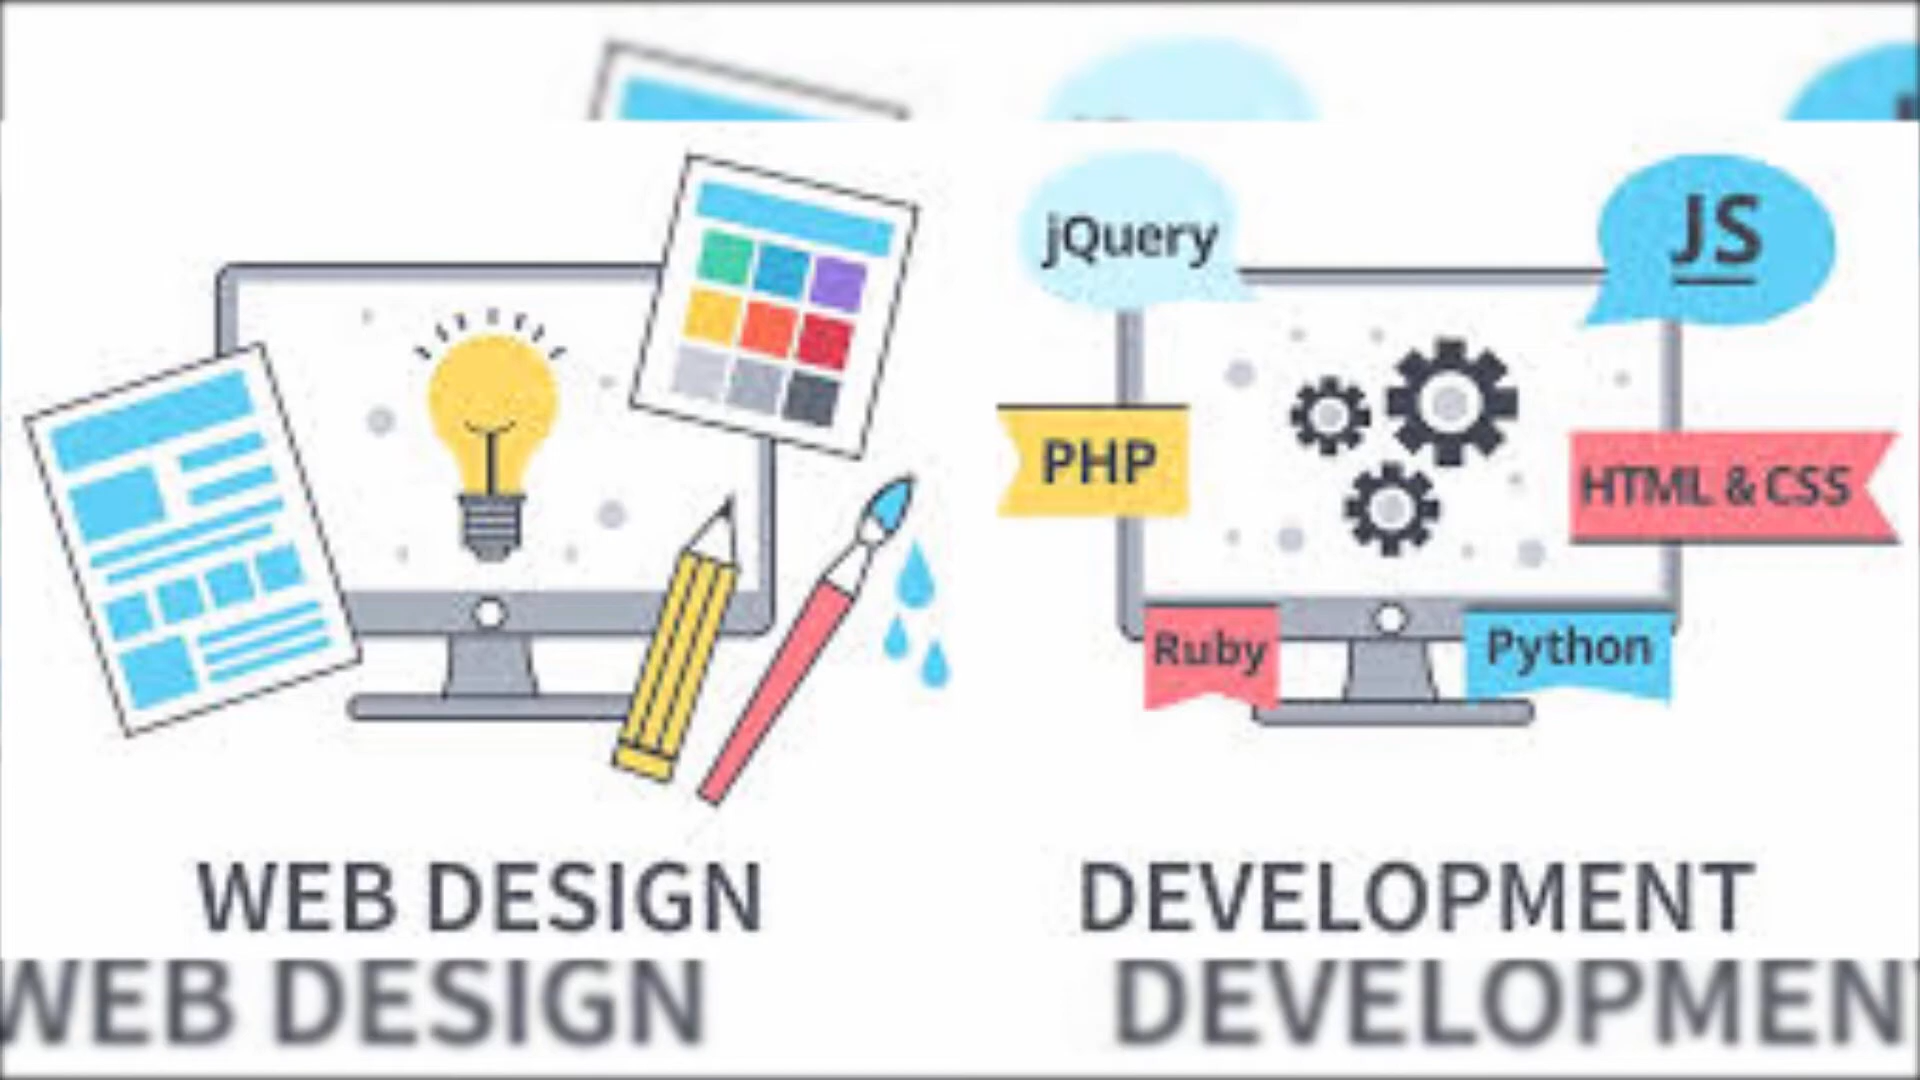 jQuery
JS
PHP
HTML & CSS
Ruby
Python
WEB DESIGN
DEVELOPMENT
WEB DESIGN
DEVELOPMEN